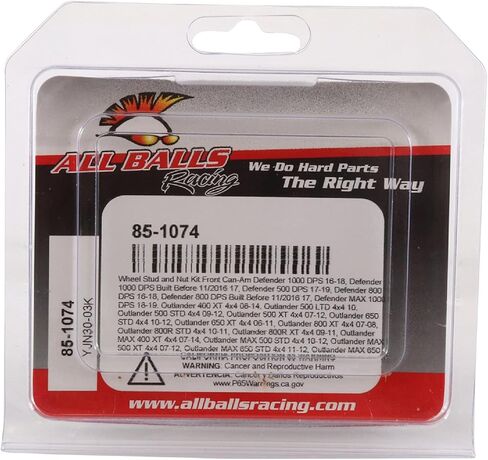 ALL BALLS
Racing
We Do Hard Parts
The Right Way
85-1074
Wheel Stud and Nut Kit Front Can-Am Defender 1000 DPS 16-18, Defender
1000 DPS Built Before 11/2016 17, Defender 500 DPS 17-19, Defender 800
DPS 16-18, Defender 800 DPS Built Before 11/2016 17, Defender MAX 1000
DPS 18-19, Outlander 400 XT 4x4 06-14, Outlander 500 LTD 4x4 10,
Outlander 500 STD 4x4 09-12, Outlander 500 XT 4x4 07-12, Outlander 650
STD 4x4 10-12, Outlander 650 XT 4x4 06-11, Outlander 800 XT 4x4 07-08,
Outlander 800R STD 4x4 10-11, Outlander 800R XT 4x4 09-11, Outlander
MAX 400 XT 4x4 07-14, Outlander MAX 500 STD 4x4 10-12, Outlander MAX
500 XT 4x4 07-12, Outlander MAX 650 STD 4x4 11-12, Outlander MAX 650
CALIFORNIA PROPOSITION 65 WARNING
WARNING: Cancer and Reproductive Harm
ADVERTENCIA: Cancer y Danos Reproductivos
www.P65Warnings.ca.gov
www.allballsracing.com
85-1074
YJN30-03K